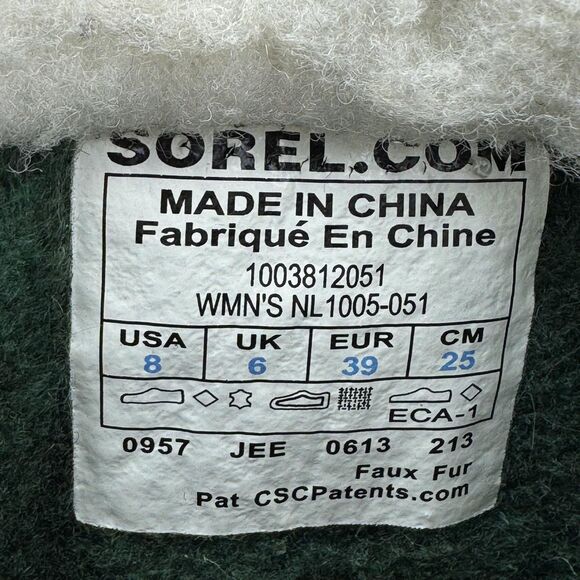 SOREL.COM
MADE IN CHINA
Fabriqué En Chine
1003812051
WMN'S NL1005-051
USA UK EUR CM
8 6 39 25
ECA-1
0957 JEE 0613 213
Faux Fur
Pat CSCPatents.com